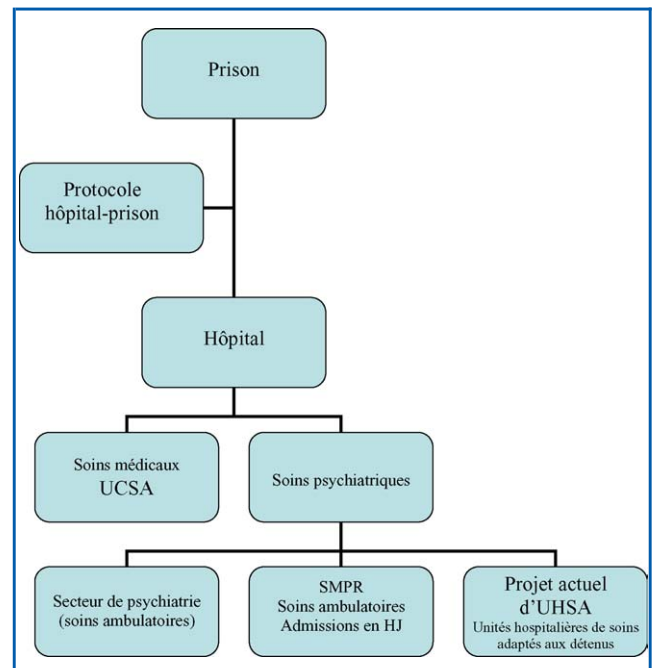 Prison
Protocole
hôpital-prison
Hôpital
Soins médicaux
UCSA
Soins psychiatriques
Secteur de psychiatrie
(soins ambulatoires)
SMPR
Soins ambulatoires
Admissions en HJ
Projet actuel
d'UHSA
Unités hospitalières de soins
adaptés aux détenus